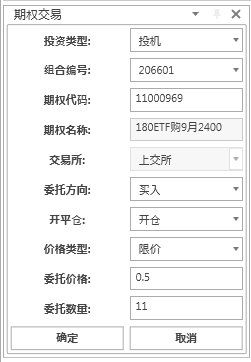 期权交易
投资类型: 投机
组合编号: 206601
期权代码: 11000969
期权名称: 180ETF购9月2400
交易所: 上交所
委托方向: 买入
开平仓: 开仓
价格类型: 限价
委托价格: 0.5
委托数量: 11
确定 取消